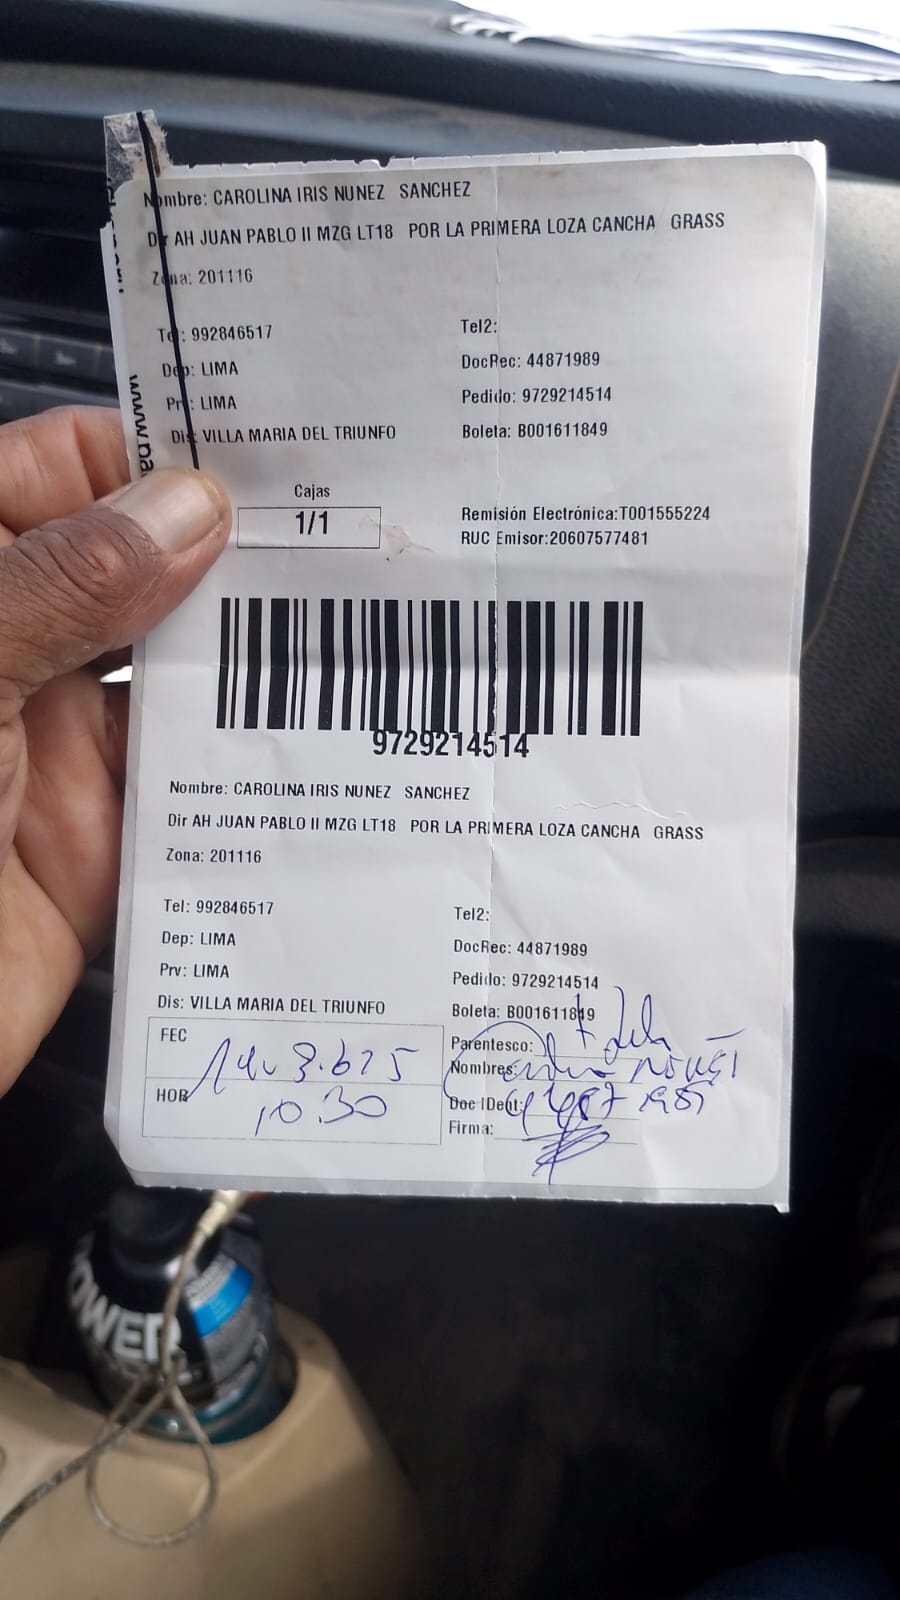 Nombre: CAROLINA IRIS NUNEZ SANCHEZ
Dir AH JUAN PABLO II MZG LT18 POR LA PRIMERA LOZA CANCHA GRASS
Zona: 201116
Tel: 992846517
Tel2:
Dep: LIMA
DocRec: 44871989
Prv: LIMA
Pedido: 9729214514
Dis: VILLA MARIA DEL TRIUNFO
Boleta: B001611849
Cajas
1/1
Remisión Electrónica:T001555224
RUC Emisor:20607577481
9729214514
Nombre: CAROLINA IRIS NUNEZ SANCHEZ
Dir AH JUAN PABLO II MZG LT18 POR LA PRIMERA LOZA CANCHA GRASS
Zona: 201116
Tel: 992846517
Tel2:
Dep: LIMA
DocRec: 44871989
Prv: LIMA
Pedido: 9729214514
Dis: VILLA MARIA DEL TRIUNFO
Boleta: B001611849
FEC
Parentesco:
Nombres:
HOR 10.30
Doc IDent:
Firma:
www.
OWER